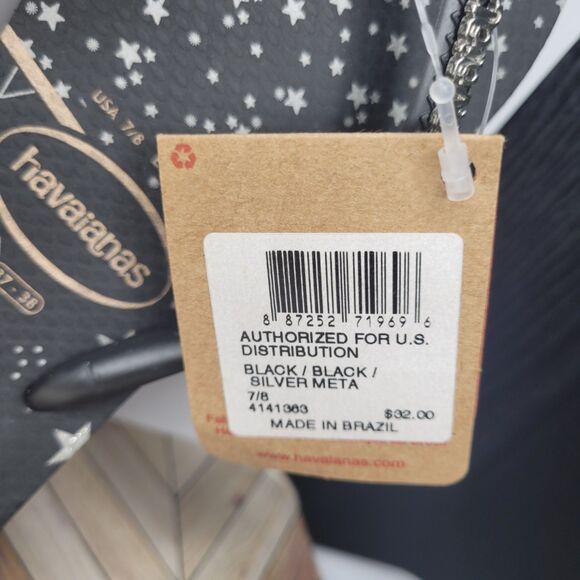 USA 7/8
havaianas
37 - 38
8 87252 71969 6
AUTHORIZED FOR U.S.
DISTRIBUTION
BLACK / BLACK /
SILVER META
7/8
4141363
$32.00
MADE IN BRAZIL
www.havaianas.com